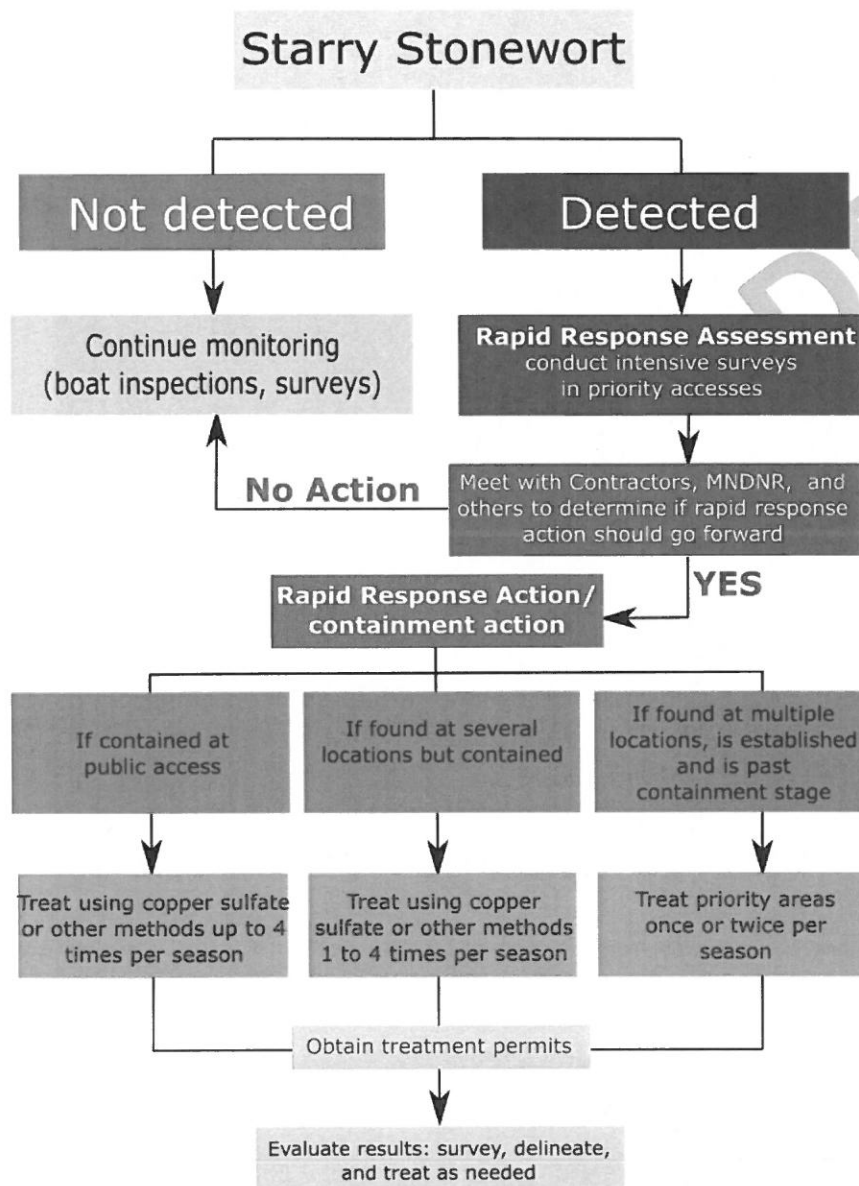 Starry Stonewort
Not detected
Detected
Continue monitoring
(boat inspections, surveys)
Rapid Response Assessment
conduct intensive surveys
in priority accesses
No Action
Meet with Contractors, MNDNR, and
others to determine if rapid response
action should go forward
YES
Rapid Response Action/
containment action
If contained at
public access
If found at several
locations but contained
If found at multiple
locations, is established
and is past
containment stage
Treat using copper sulfate
or other methods up to 4
times per season
Treat using copper
sulfate or other methods
1 to 4 times per season
Treat priority areas
once or twice per
season
Obtain treatment permits
Evaluate results: survey, delineate,
and treat as needed